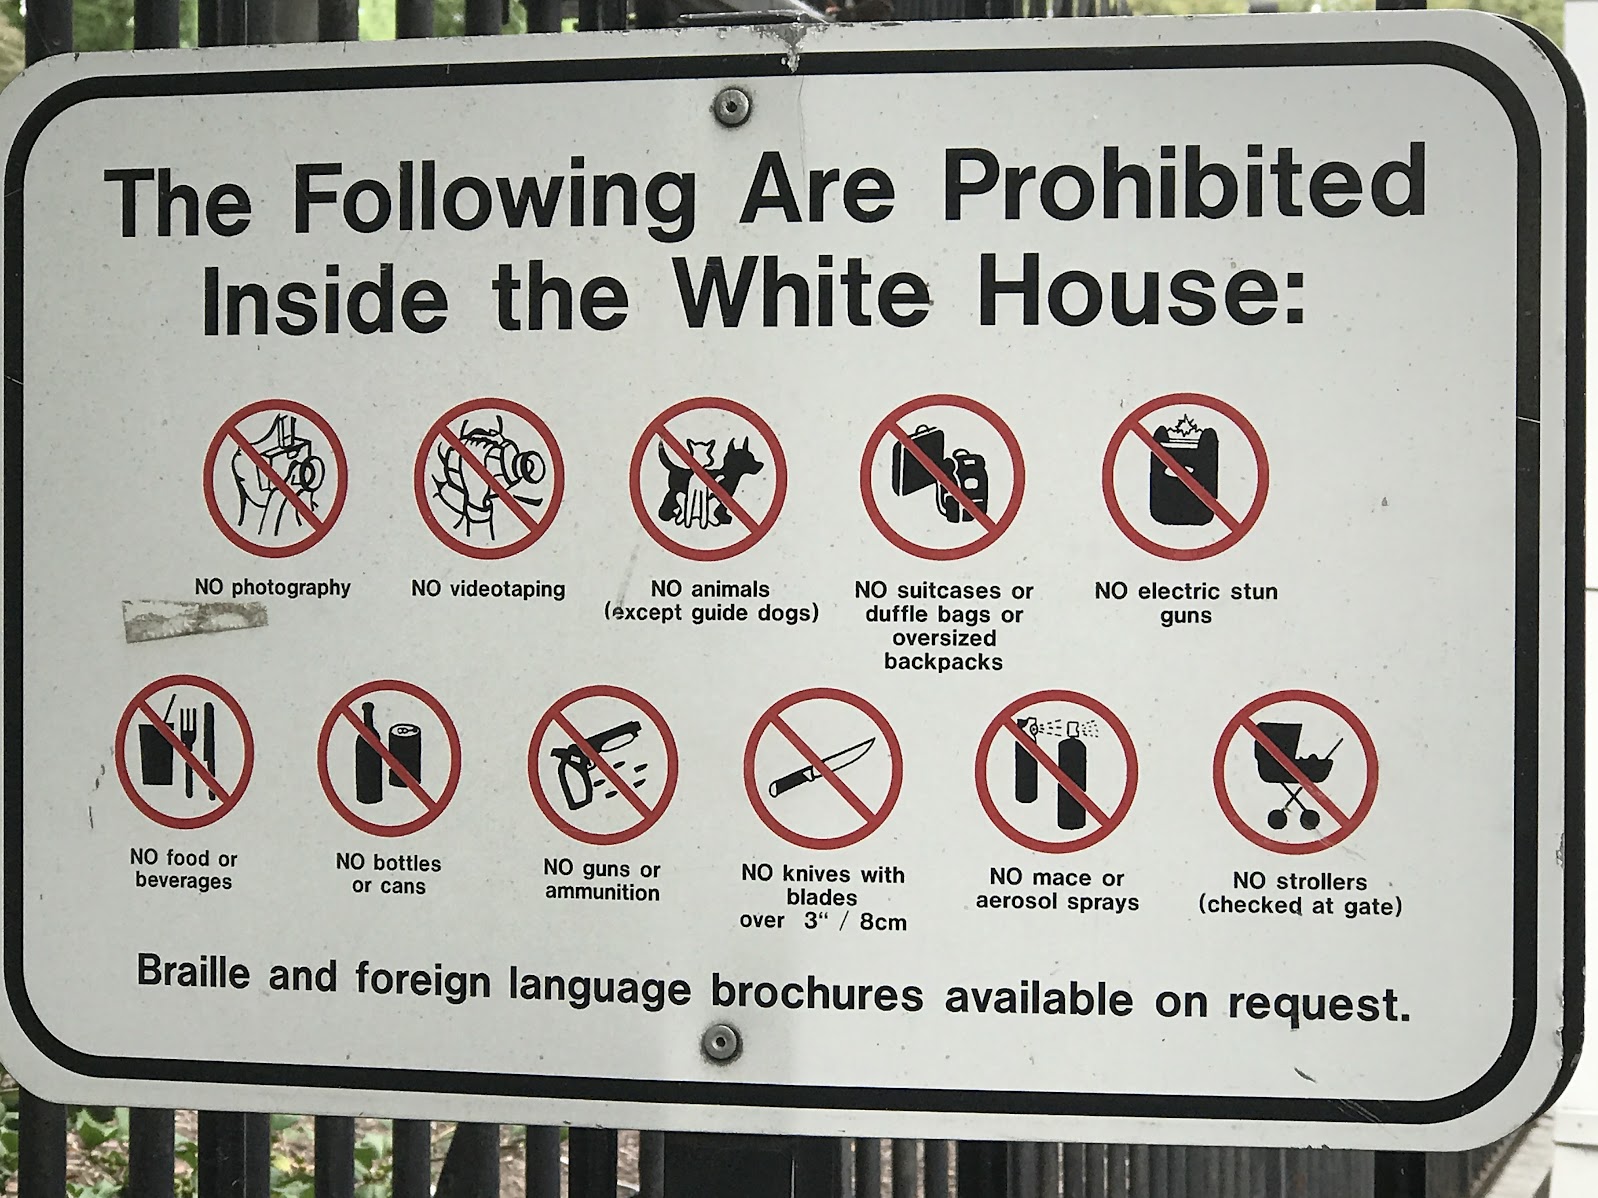 The Following Are Prohibited
Inside the White House:
NO photography
NO videotaping
NO animals
(except guide dogs)
NO suitcases or
duffle bags or
oversized
backpacks
NO electric stun
guns
NO food or
beverages
NO bottles
or cans
NO guns or
ammunition
NO knives with
blades
over 3“ / 8cm
NO mace or
aerosol sprays
NO strollers
(checked at gate)
Braille and foreign language brochures available on request.